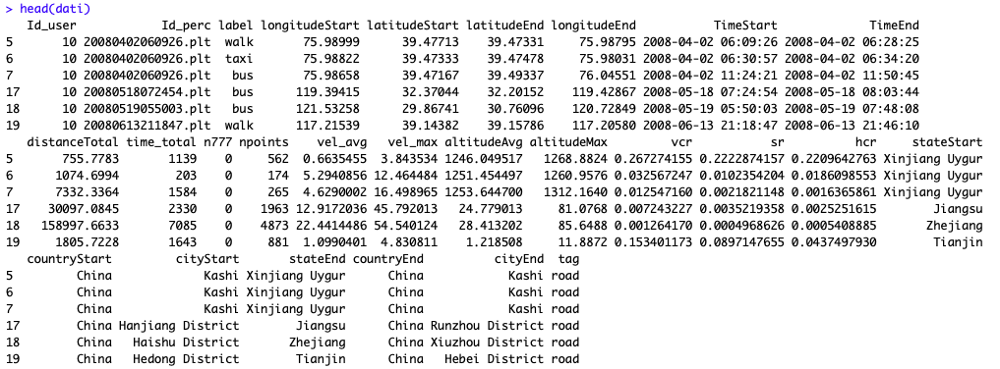 > head(dati)
Id_user Id_perc label longitudeStart latitudeStart latitudeEnd longitudeEnd TimeStart TimeEnd
5 10 20080402060926.plt walk 75.98999 39.47713 39.47331 75.98795 2008-04-02 06:09:26 2008-04-02 06:28:25
6 10 20080402060926.plt taxi 75.98822 39.47333 39.47478 75.98031 2008-04-02 06:30:57 2008-04-02 06:34:20
7 10 20080402060926.plt bus 75.98658 39.47167 39.49337 76.04551 2008-04-02 11:24:21 2008-04-02 11:50:45
17 10 20080518072454.plt bus 119.39415 32.37044 32.20152 119.42867 2008-05-18 07:24:54 2008-05-18 08:03:44
18 10 20080519055003.plt bus 121.53258 29.86741 30.76096 120.72849 2008-05-19 05:50:03 2008-05-19 07:48:08
19 10 20080613211847.plt walk 117.21539 39.14382 39.15786 117.20580 2008-06-13 21:18:47 2008-06-13 21:46:10
distanceTotal time_total n777 npoints vel_avg vel_max altitudeAvg altitudeMax vcr sr hcr stateStart
5 755.7783 1139 0 562 0.6635455 3.843534 1246.049517 1268.8824 0.267274155 0.2222874157 0.2209642763 Xinjiang Uygur
6 1074.6994 203 0 174 5.2940856 12.464484 1251.454497 1260.9576 0.032567247 0.0102354204 0.0186098553 Xinjiang Uygur
7 7332.3364 1584 0 265 4.6290002 16.498965 1253.644700 1312.1640 0.012547160 0.0021821148 0.0016365861 Xinjiang Uygur
17 30097.0845 2330 0 1963 12.9172036 45.792013 24.779013 81.0768 0.007243227 0.0035219358 0.0025251615 Jiangsu
18 158997.6633 7085 0 4873 22.4414486 54.540124 28.413202 85.6488 0.001264170 0.0004968626 0.0005408885 Zhejiang
19 1805.7228 1643 0 881 1.0990401 4.830811 1.218508 11.8872 0.153401173 0.0897147655 0.0437497930 Tianjin
countryStart cityStart stateEnd countryEnd cityEnd tag
5 China Kashi Xinjiang Uygur China Kashi road
6 China Kashi Xinjiang Uygur China Kashi road
7 China Kashi Xinjiang Uygur China Kashi road
17 China Hanjiang District Jiangsu China Runzhou District road
18 China Haishu District Zhejiang China Xiuzhou District road
19 China Hedong District Tianjin China Hebei District road